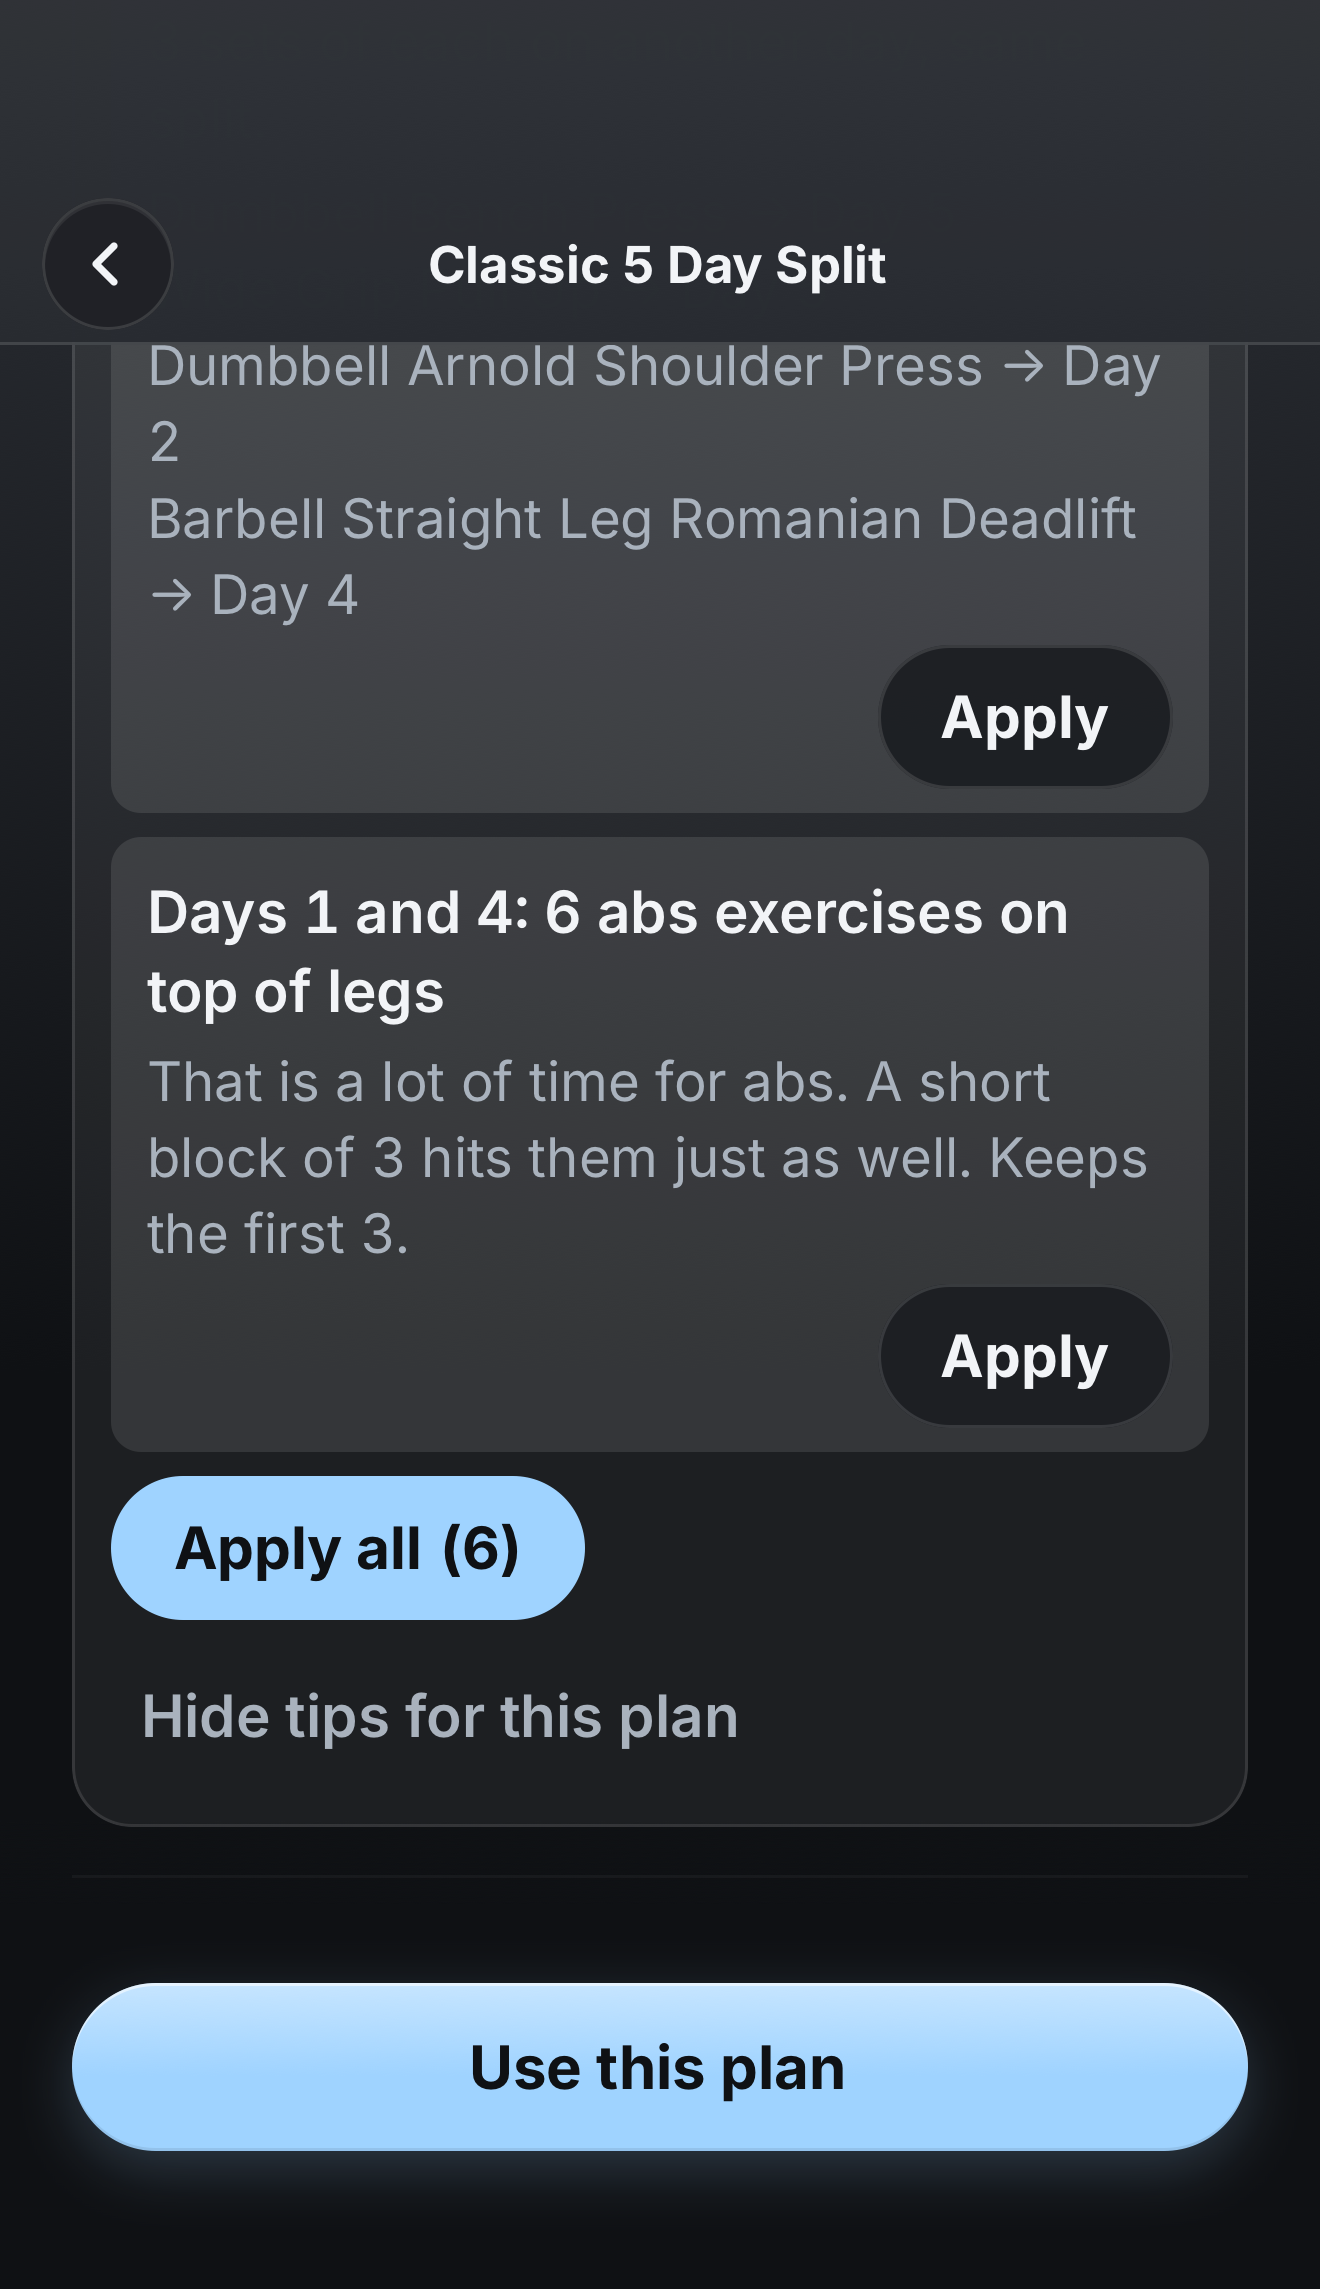 Classic 5 Day Split
Dumbbell Arnold Shoulder Press → Day
2
Barbell Straight Leg Romanian Deadlift
→ Day 4
Apply
Days 1 and 4: 6 abs exercises on
top of legs
That is a lot of time for abs. A short
block of 3 hits them just as well. Keeps
the first 3.
Apply
Apply all (6)
Hide tips for this plan
Use this plan